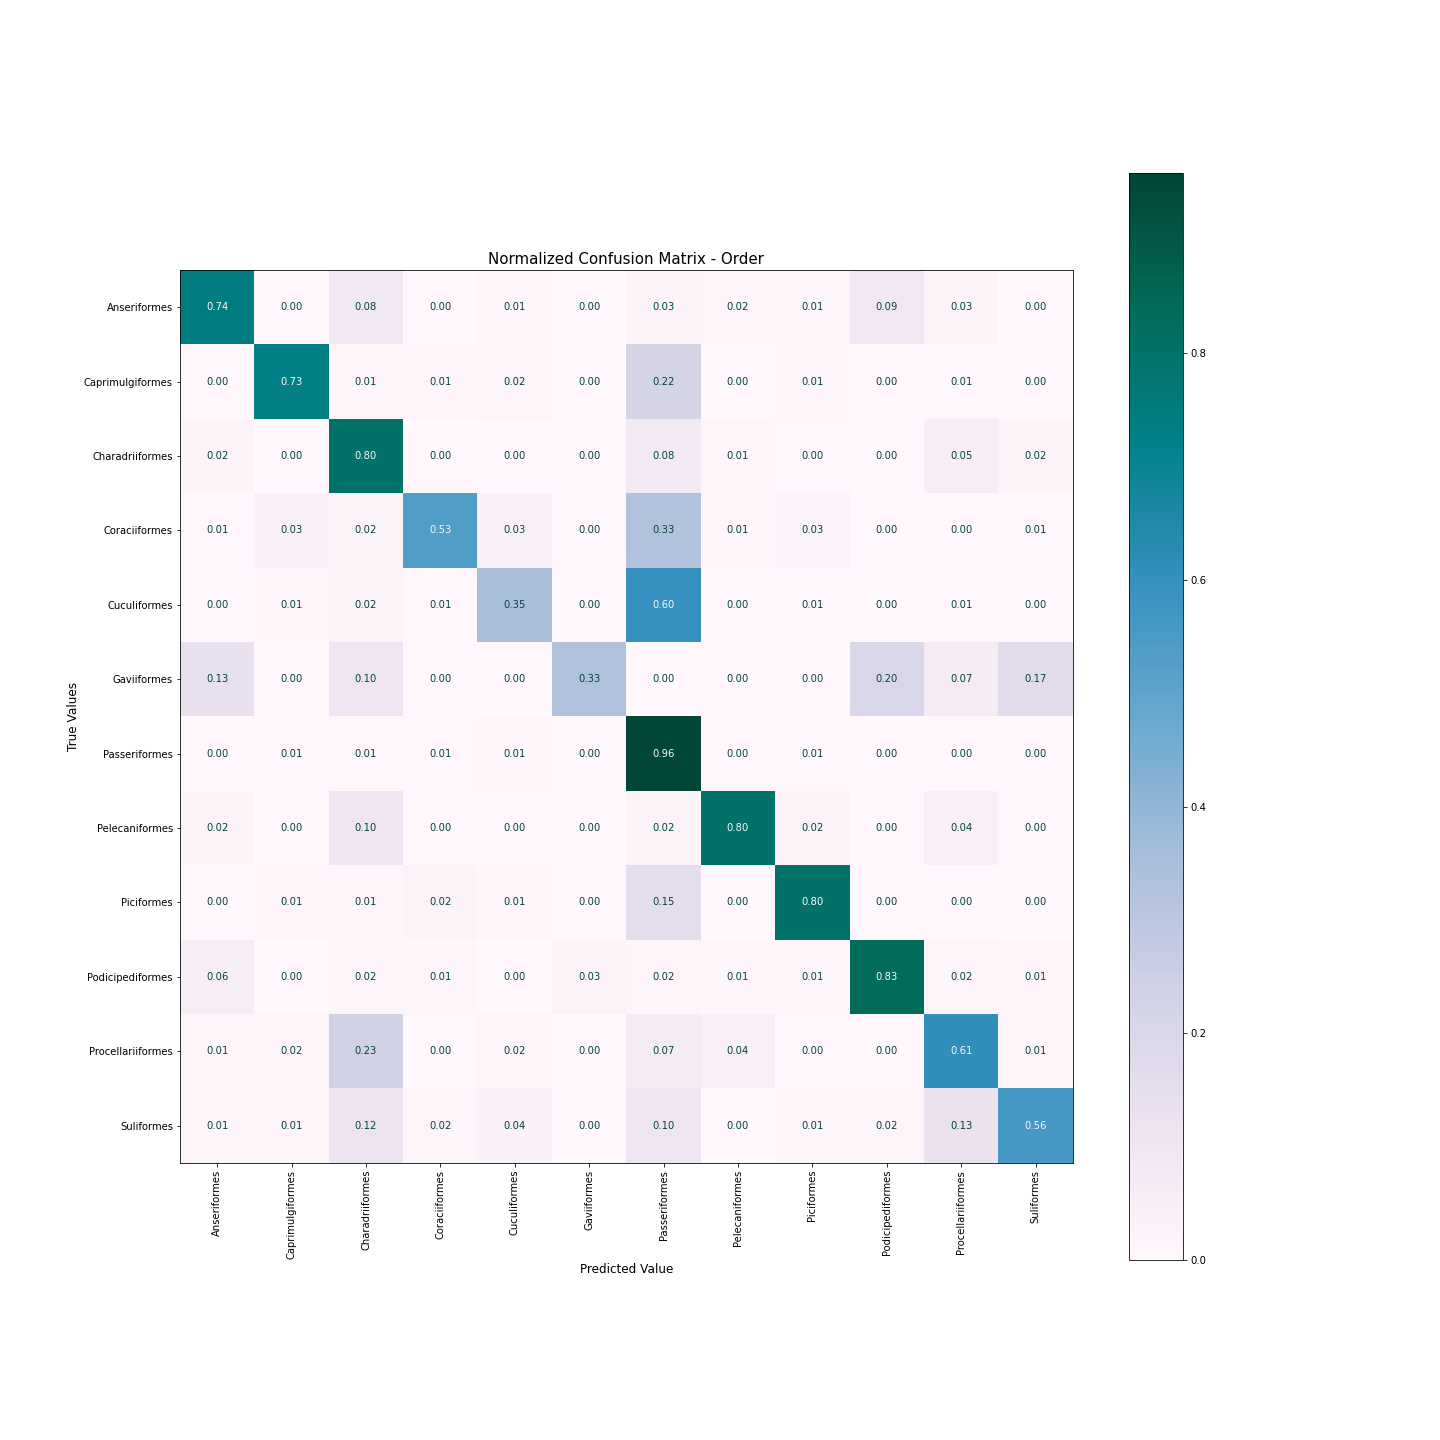 Normalized Confusion Matrix - Order
Anseriformes 0.74 0.00 0.08 0.00 0.01 0.00 0.03 0.02 0.01 0.09 0.03 0.00
Caprimulgiformes 0.00 0.73 0.01 0.01 0.02 0.00 0.22 0.00 0.01 0.00 0.01 0.00
Charadriiformes 0.02 0.00 0.80 0.00 0.00 0.00 0.08 0.01 0.00 0.00 0.05 0.02
Coraciiformes 0.01 0.03 0.02 0.53 0.03 0.00 0.33 0.01 0.03 0.00 0.00 0.01
Cuculiformes 0.00 0.01 0.02 0.01 0.35 0.00 0.60 0.00 0.01 0.00 0.01 0.00
Gaviiformes 0.13 0.00 0.10 0.00 0.00 0.33 0.00 0.00 0.00 0.20 0.07 0.17
Passeriformes 0.00 0.01 0.01 0.01 0.01 0.00 0.96 0.00 0.01 0.00 0.00 0.00
Pelecaniformes 0.02 0.00 0.10 0.00 0.00 0.00 0.02 0.80 0.02 0.00 0.04 0.00
Piciformes 0.00 0.01 0.01 0.02 0.01 0.00 0.15 0.00 0.80 0.00 0.00 0.00
Podicipediformes 0.06 0.00 0.02 0.01 0.00 0.03 0.02 0.01 0.01 0.83 0.02 0.01
Procellariiformes 0.01 0.02 0.23 0.00 0.02 0.00 0.07 0.04 0.00 0.00 0.61 0.01
Suliformes 0.01 0.01 0.12 0.02 0.04 0.00 0.10 0.00 0.01 0.02 0.13 0.56
True Values
Anseriformes
Caprimulgiformes
Charadriiformes
Coraciiformes
Cuculiformes
Gaviiformes
Passeriformes
Pelecaniformes
Piciformes
Podicipediformes
Procellariiformes
Suliformes
Predicted Value
0.8
0.6
0.4
0.2
0.0